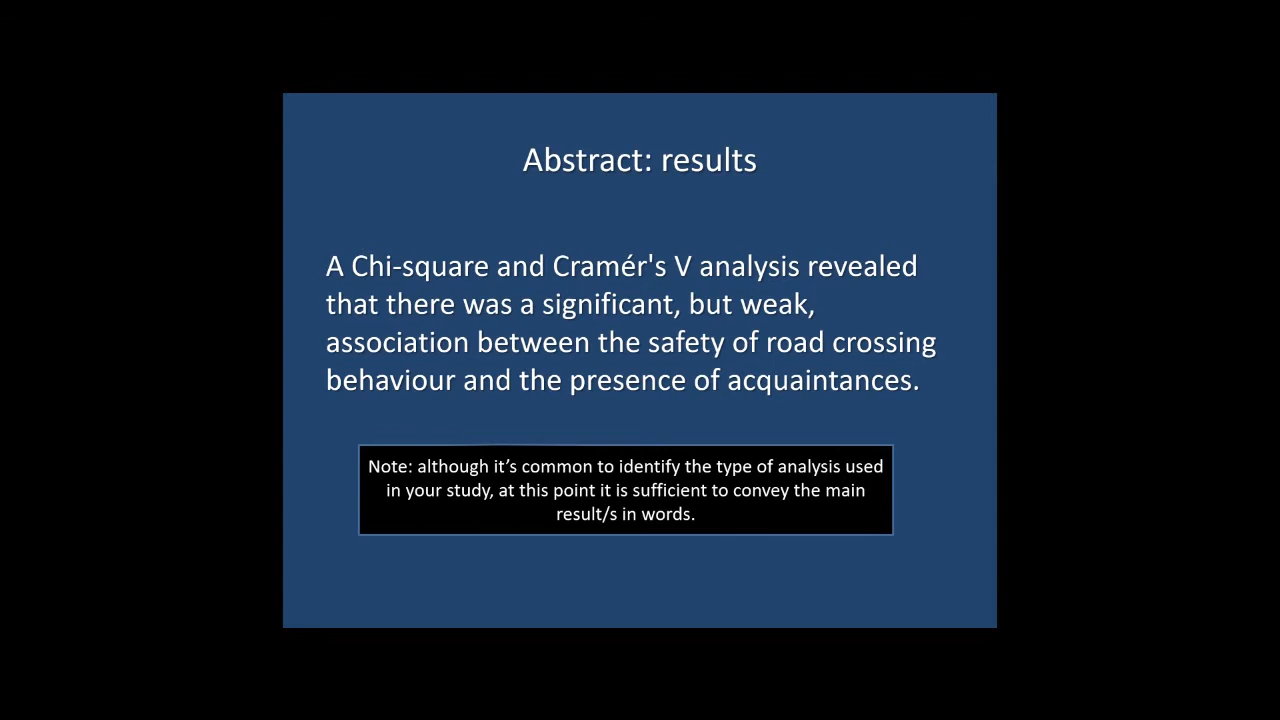 Abstract: results
A Chi-square and Cramér's V analysis revealed
that there was a significant, but weak,
association between the safety of road crossing
behaviour and the presence of acquaintances.
Note: although it’s common to identify the type of analysis used
in your study, at this point it is sufficient to convey the main
result/s in words.